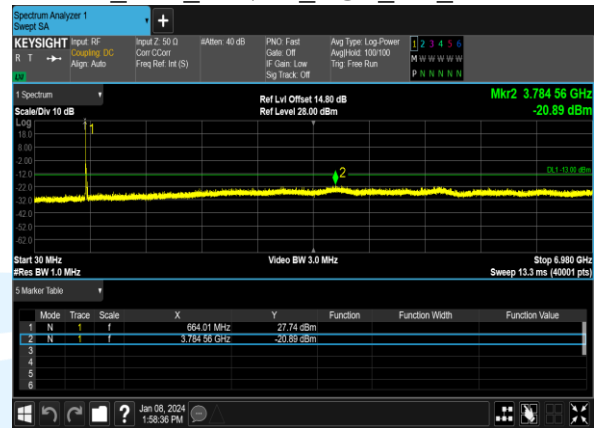 Spectrum Analyzer 1
Swept SA
+
KEYSIGHT Input: RF Input Z: 50 Ω #Atten: 40 dB PNO: Fast Avg Type: Log-Power 1 2 3 4 5 6
R T Coupling: DC Corr CCorr Gate: Off Avg|Hold: 100/100 M W W W W W
Align: Auto Freq Ref: Int (S) IF Gain: Low Trig: Free Run P N N N N N
Sig Track: Off
1 Spectrum Ref Lvl Offset 14.80 dB Mkr2 3.784 56 GHz
Scale/Div 10 dB Ref Level 28.00 dBm -20.89 dBm
Log
18.0 1
8.00
-2.00
-12.0 2 DL1 -13.00 dBm
-22.0
-32.0
-42.0
-52.0
-62.0
Start 30 MHz Video BW 3.0 MHz Stop 6.980 GHz
#Res BW 1.0 MHz Sweep 13.3 ms (40001 pts)
5 Marker Table
Mode Trace Scale X Y Function Function Width Function Value
1 N 1 f 664.01 MHz 27.74 dBm
2 N 1 f 3.784 56 GHz -20.89 dBm
3
4
5
6
? Jan 08, 2024
1:58:36 PM